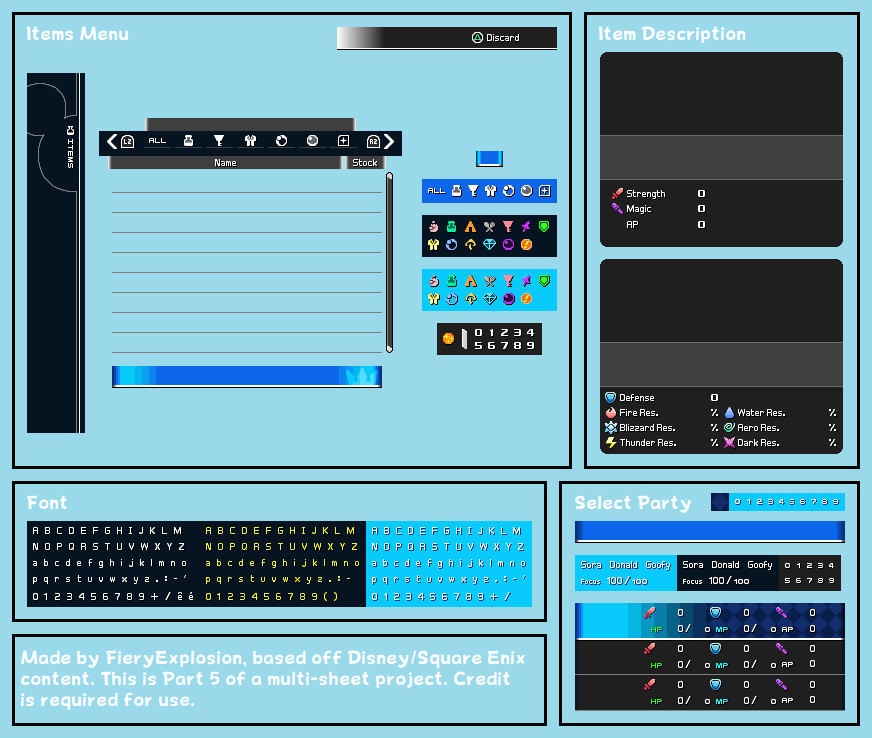 Items Menu
Discard
ITEMS
L2 ALL R2
Name Stock
ALL
0 1 2 3 4
5 6 7 8 9
Item Description
Strength 0
Magic 0
AP 0
Defense 0
Fire Res. % Water Res. %
Blizzard Res. % Aero Res. %
Thunder Res. % Dark Res. %
Font
A B C D E F G H I J K L M A B C D E F G H I J K L M A B C D E F G H I J K L M
N O P Q R S T U V W X Y Z N O P Q R S T U V W X Y Z N O P Q R S T U V W X Y Z
a b c d e f g h i j k l m n o a b c d e f g h i j k l m n o a b c d e f g h i j k l m n o
p q r s t u v w x y z . : - ' p q r s t u v w x y z . : - p q r s t u v w x y z . : - '
0 1 2 3 4 5 6 7 8 9 + / ê é 0 1 2 3 4 5 6 7 8 9 ( ) 0 1 2 3 4 5 6 7 8 9 + /
Select Party
0 1 2 3 4 5 6 7 8 9
Sora Donald Goofy Sora Donald Goofy 0 1 2 3 4
Focus 100/100 Focus 100/100 5 6 7 8 9
0 0 0
HP 0/ 0 MP 0/ 0 AP 0
0 0 0
HP 0/ 0 MP 0/ 0 AP 0
0 0 0
HP 0/ 0 MP 0/ 0 AP 0
Made by FieryExplosion, based off Disney/Square Enix
content. This is Part 5 of a multi-sheet project. Credit
is required for use.